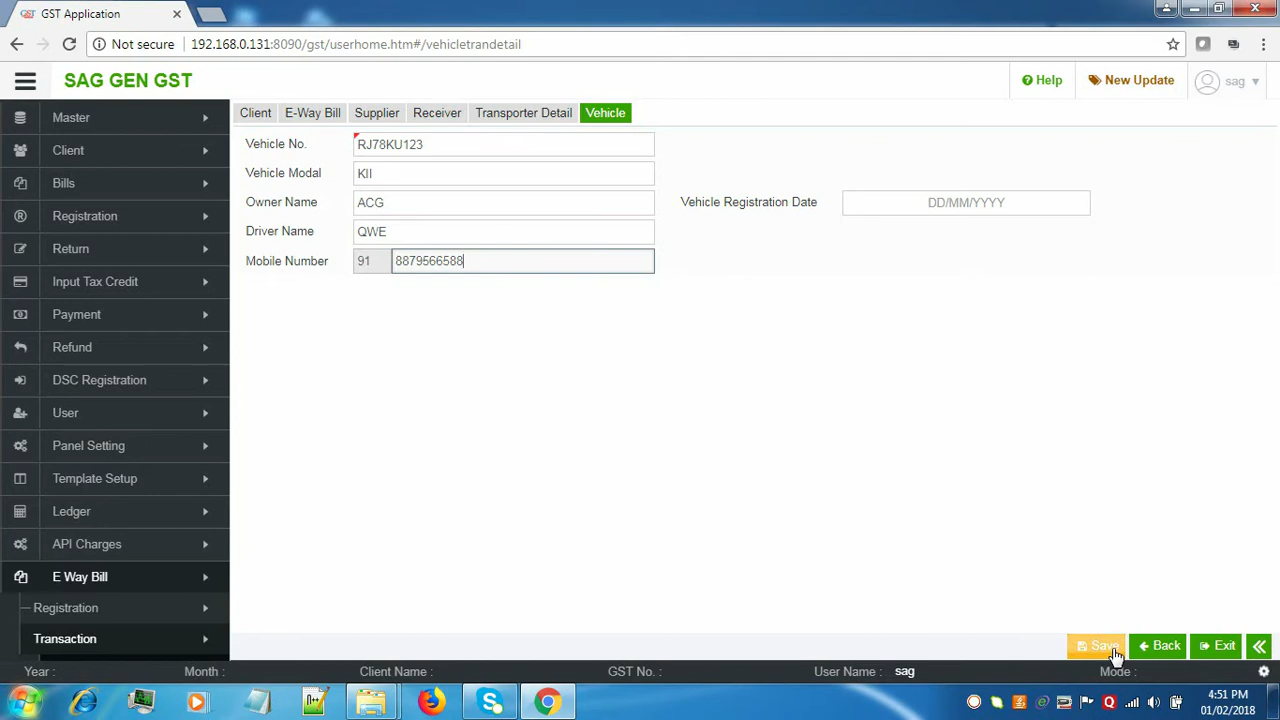 GST Application
Not secure 192.168.0.131:8090/gst/userhome.htm#/vehicletrandetail
SAG GEN GST
Help
New Update
sag
Master
Client
Bills
Registration
Return
Input Tax Credit
Payment
Refund
DSC Registration
User
Panel Setting
Template Setup
Ledger
API Charges
E Way Bill
Registration
Transaction
Client E-Way Bill Supplier Receiver Transporter Detail Vehicle
Vehicle No. RJ78KU123
Vehicle Modal KII
Owner Name ACG Vehicle Registration Date DD/MM/YYYY
Driver Name QWE
Mobile Number 91 8879566588
Save Back Exit
Year : Month : Client Name : GST No. : User Name : sag Mode :
4:51 PM
01/02/2018